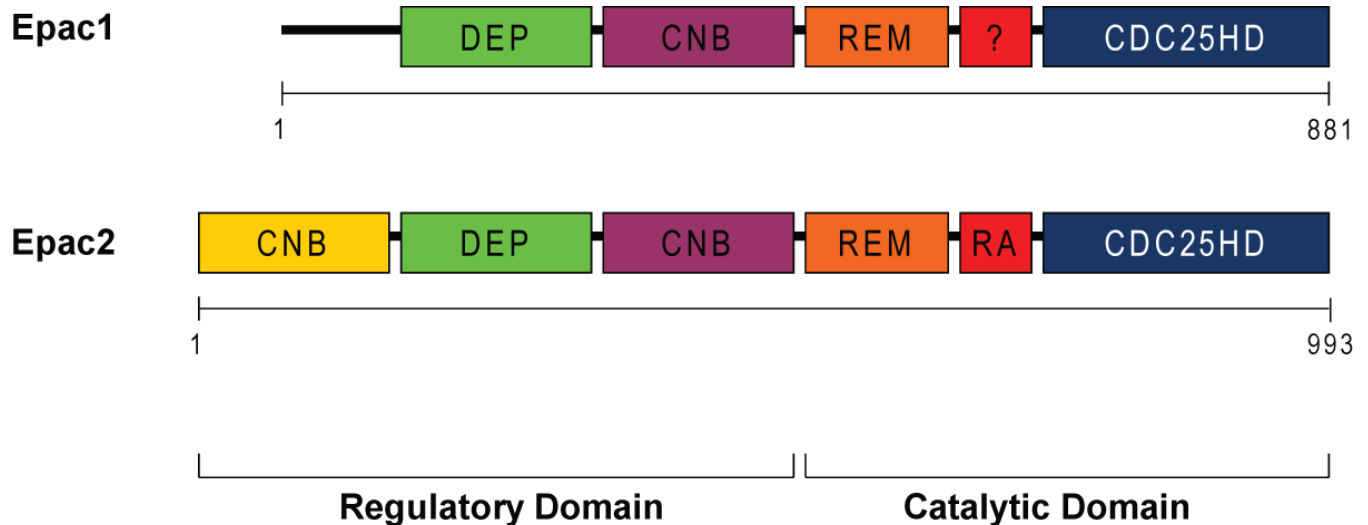 Epac1 DEP CNB REM ? CDC25HD
1 881
Epac2 CNB DEP CNB REM RA CDC25HD
1 993
Regulatory Domain Catalytic Domain